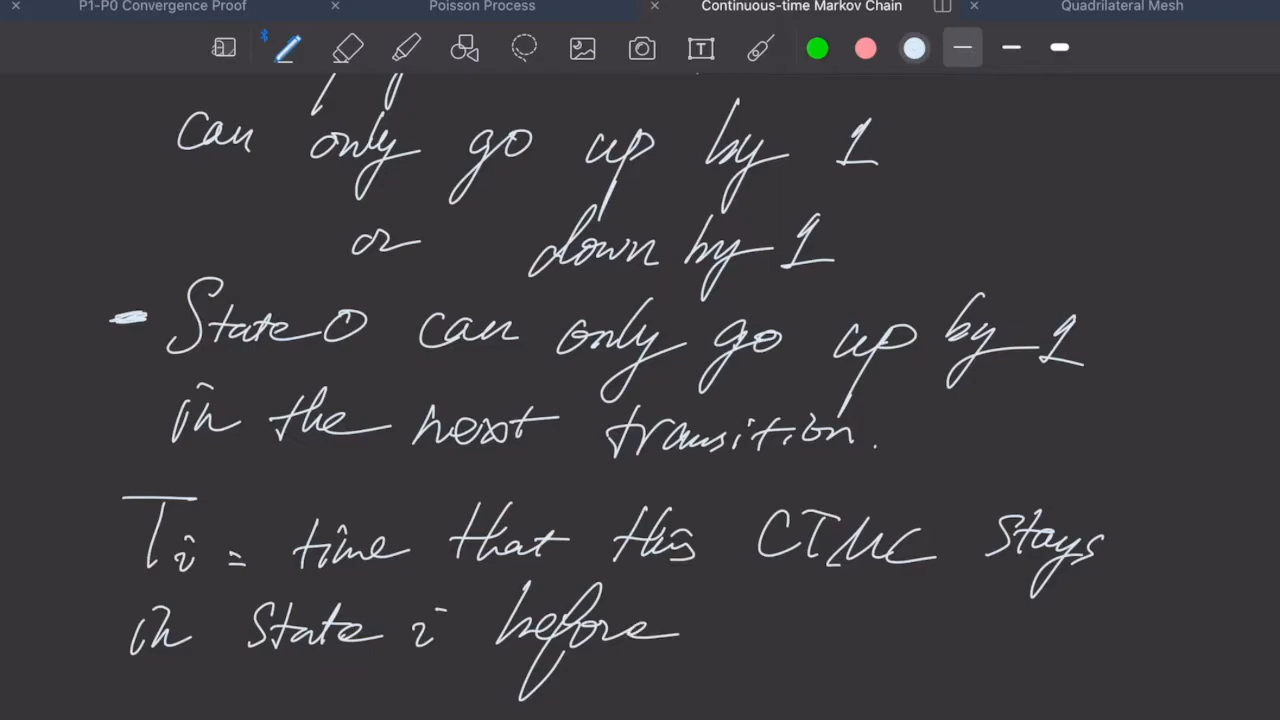 P1-P0 Convergence Proof
Poisson Process
Continuous-time Markov Chain
Quadrilateral Mesh
can only go up by 1
or down by 1
- State 0 can only go up by 1
in the next transition.
Ti = time that this CTMC stays
in state i before